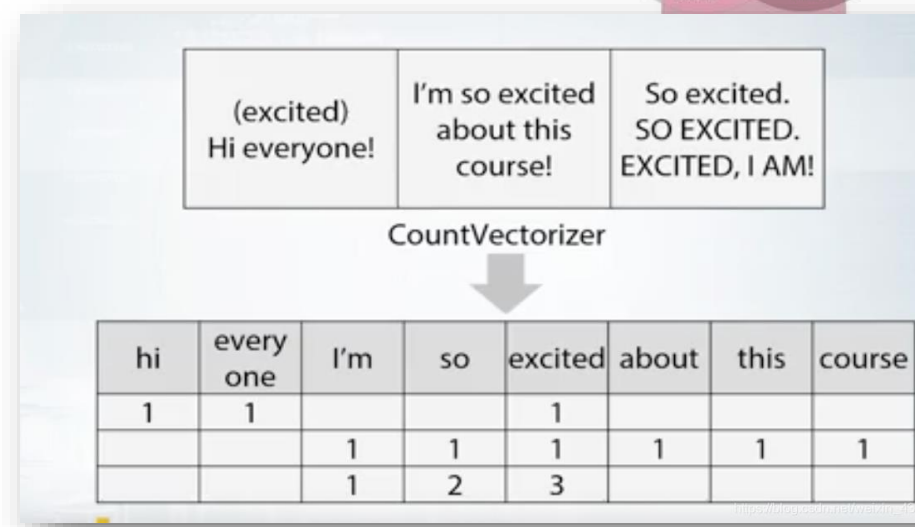 (excited)
Hi everyone!
I'm so excited
about this
course!
So excited.
SO EXCITED.
EXCITED, I AM!
CountVectorizer
hi every one I'm so excited about this course
1 1 1
1 1 1 1 1 1
1 2 3